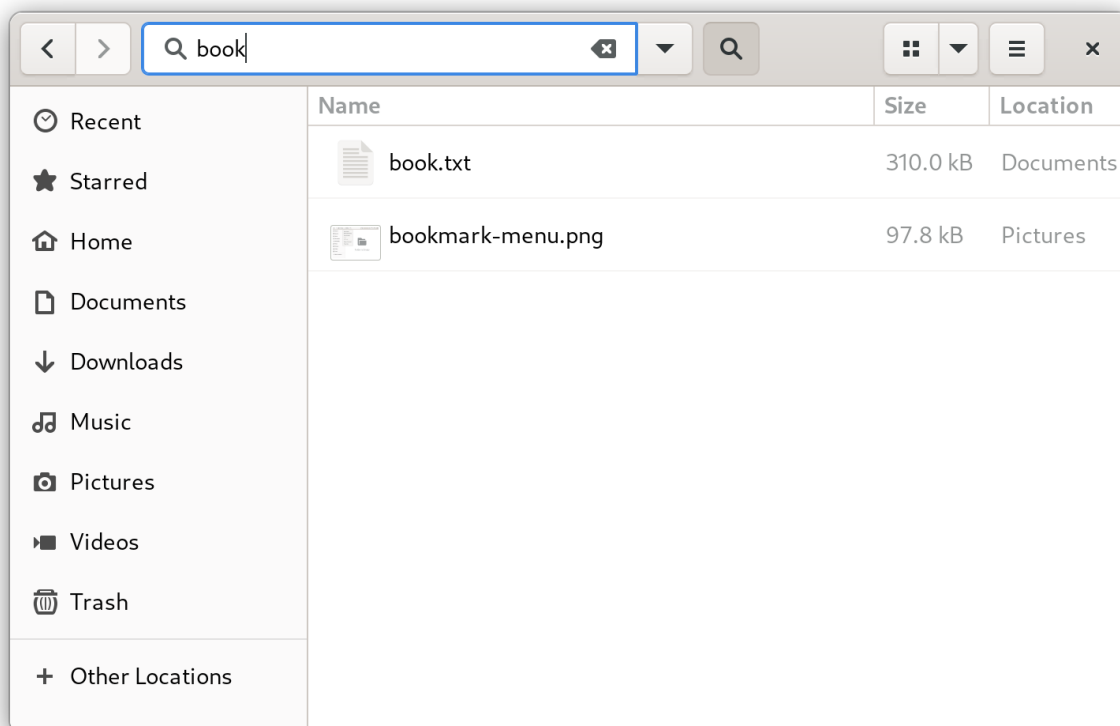 book
Name Size Location
Recent
book.txt 310.0 kB Documents
Starred
bookmark-menu.png 97.8 kB Pictures
Home
Documents
Downloads
Music
Pictures
Videos
Trash
Other Locations